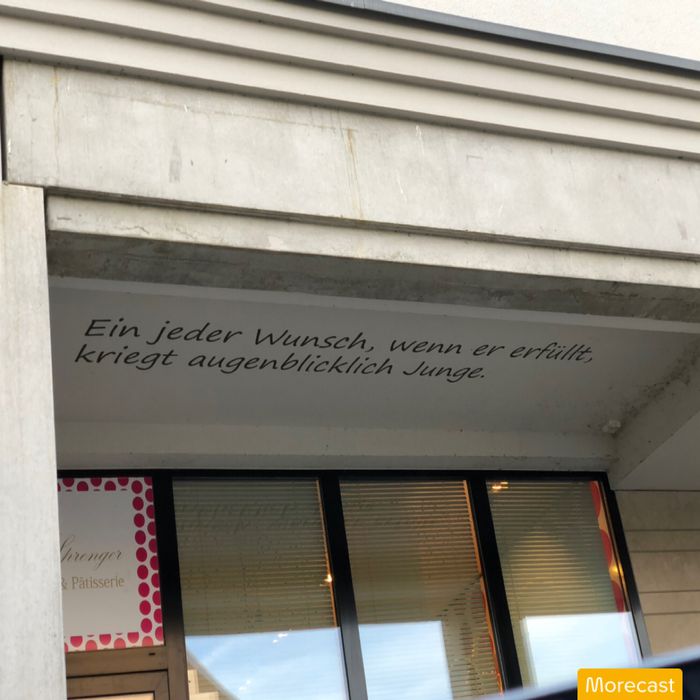 Ein jeder Wunsch, wenn er erfüllt,
kriegt augenblicklich Junge.
& Pâtisserie
Morecast